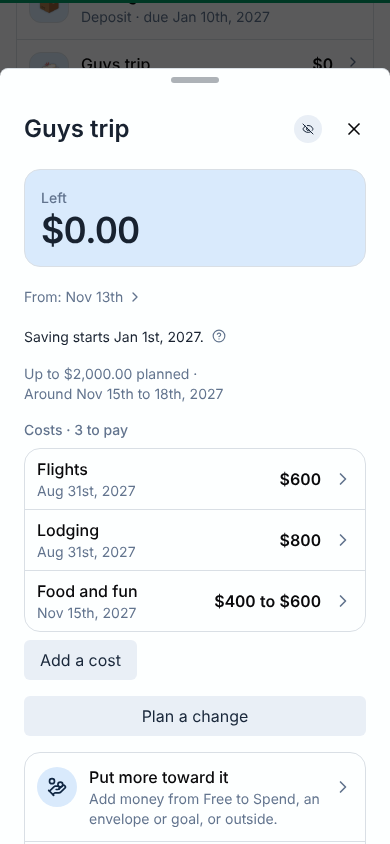 Deposit · due Jan 10th, 2027
Guys trip
$0
Guys trip
Left
$0.00
From: Nov 13th
Saving starts Jan 1st, 2027.
Up to $2,000.00 planned ·
Around Nov 15th to 18th, 2027
Costs · 3 to pay
Flights
$600
Aug 31st, 2027
Lodging
$800
Aug 31st, 2027
Food and fun
$400 to $600
Nov 15th, 2027
Add a cost
Plan a change
Put more toward it
Add money from Free to Spend, an
envelope or goal, or outside.